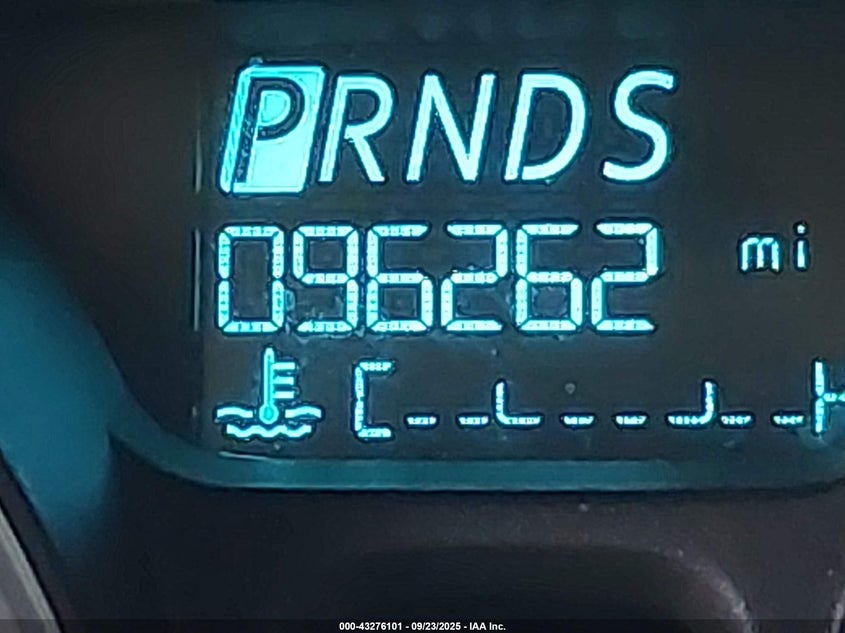 PRNDS
096262 mi
C H
000-43276101 - 09/23/2025 - IAA Inc.